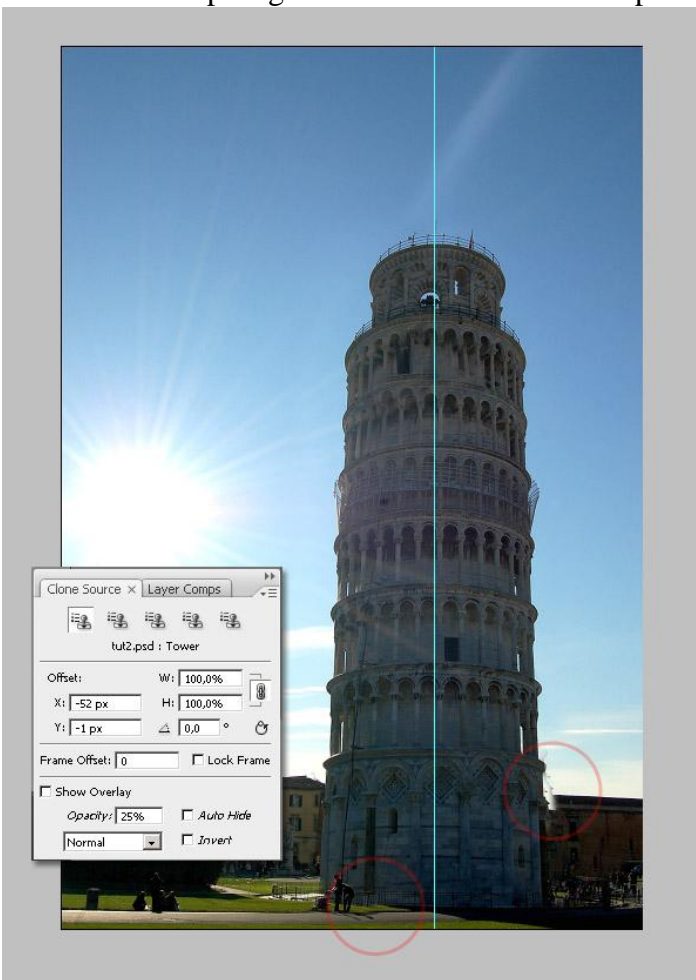 Clone Source × Layer Comps
tut2.psd : Tower
Offset: W: 100,0%
X: -52 px H: 100,0%
Y: -1 px 0,0 °
Frame Offset: 0 Lock Frame
Show Overlay
Opacity: 25% Auto Hide
Normal Invert